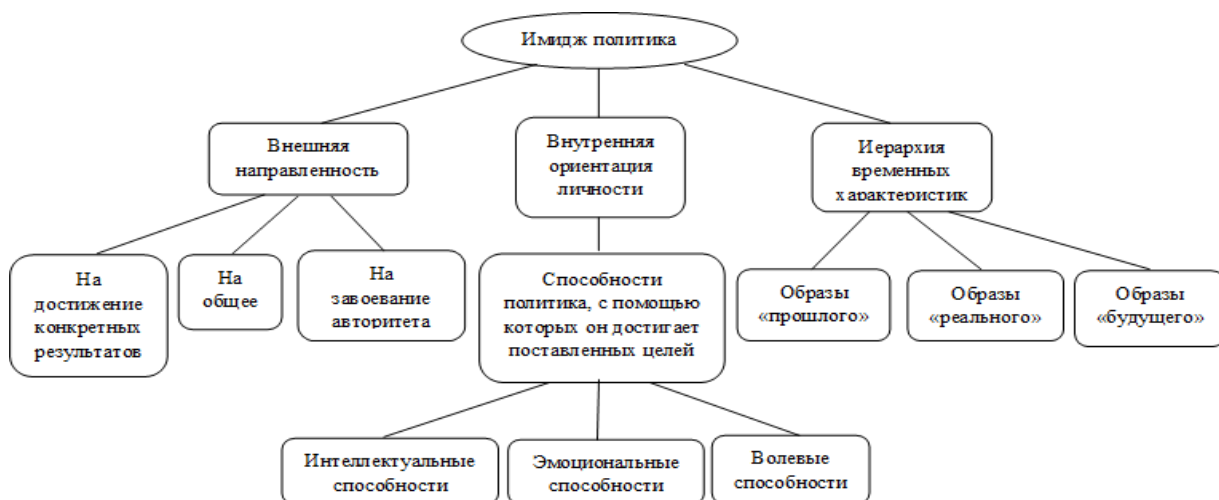 Имидж политика
Внешняя
направленность
Внутренняя
ориентация
личности
Иерархия
временных
характеристик
На
достижение
конкретных
результатов
На
общее
На
завоевание
авторитета
Способности
политика, с помощью
которых он достигает
поставленных целей
Образы
«прошлого»
Образы
«реального»
Образы
«будущего»
Интеллектуальные
способности
Эмоциональные
способности
Волевые
способности